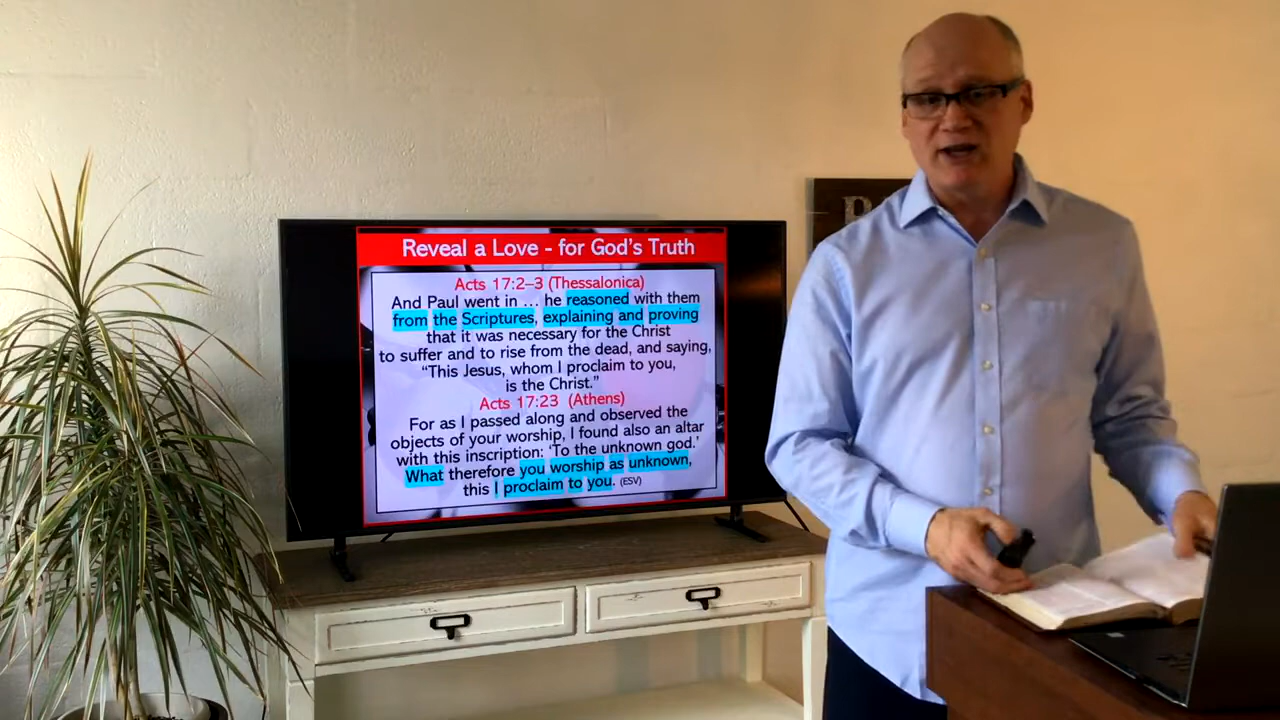 Reveal a Love - for God's Truth
Acts 17:2–3 (Thessalonica)
And Paul went in ... he reasoned with them
from the Scriptures, explaining and proving
that it was necessary for the Christ
to suffer and to rise from the dead, and saying,
“This Jesus, whom I proclaim to you,
is the Christ.”
Acts 17:23 (Athens)
For as I passed along and observed the
objects of your worship, I found also an altar
with this inscription: ‘To the unknown god.’
What therefore you worship as unknown,
this I proclaim to you. (ESV)